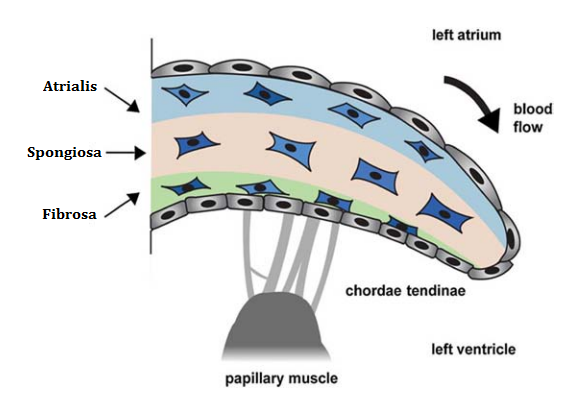 left atrium
Atrialis
blood
flow
Spongiosa
Fibrosa
chordae tendinae
left ventricle
papillary muscle